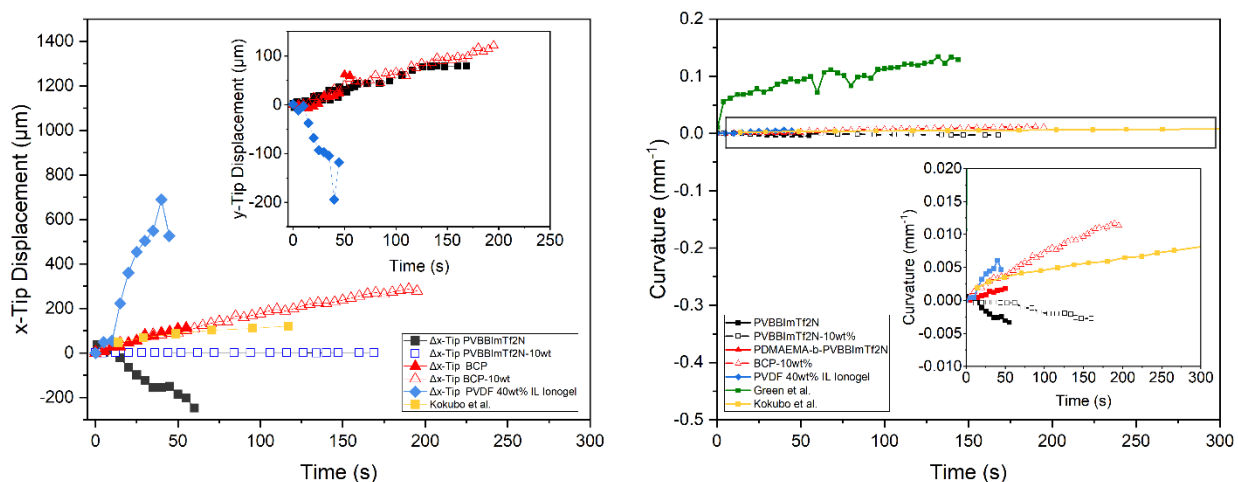 1400
1200
1000
800
600
400
200
0
-200
x-Tip Displacement (µm)
0 50 100 150 200 250 300
Time (s)
100
0
-100
-200
y-Tip Displacement (µm)
0 50 100 150 200 250
Time (s)
Δx-Tip PVBBImTf2N
Δx-Tip PVBBImTf2N-10wt
Δx-Tip BCP
Δx-Tip BCP-10wt
Δx-Tip PVDF 40wt% IL Ionogel
Kokubo et al.
0.2
0.1
0.0
-0.1
-0.2
-0.3
-0.4
-0.5
Curvature (mm⁻¹)
0 50 100 150 200 250 300
Time (s)
PVBBImTf2N
PVBBImTf2N-10wt%
PDMAEMA-b-PVBBImTf2N
BCP-10wt%
PVDF 40wt% IL Ionogel
Green et al.
Kokubo et al.
0.020
0.015
0.010
0.005
0.000
-0.005
-0.010
Curvature (mm⁻¹)
0 50 100 150 200 250 300
Time (s)